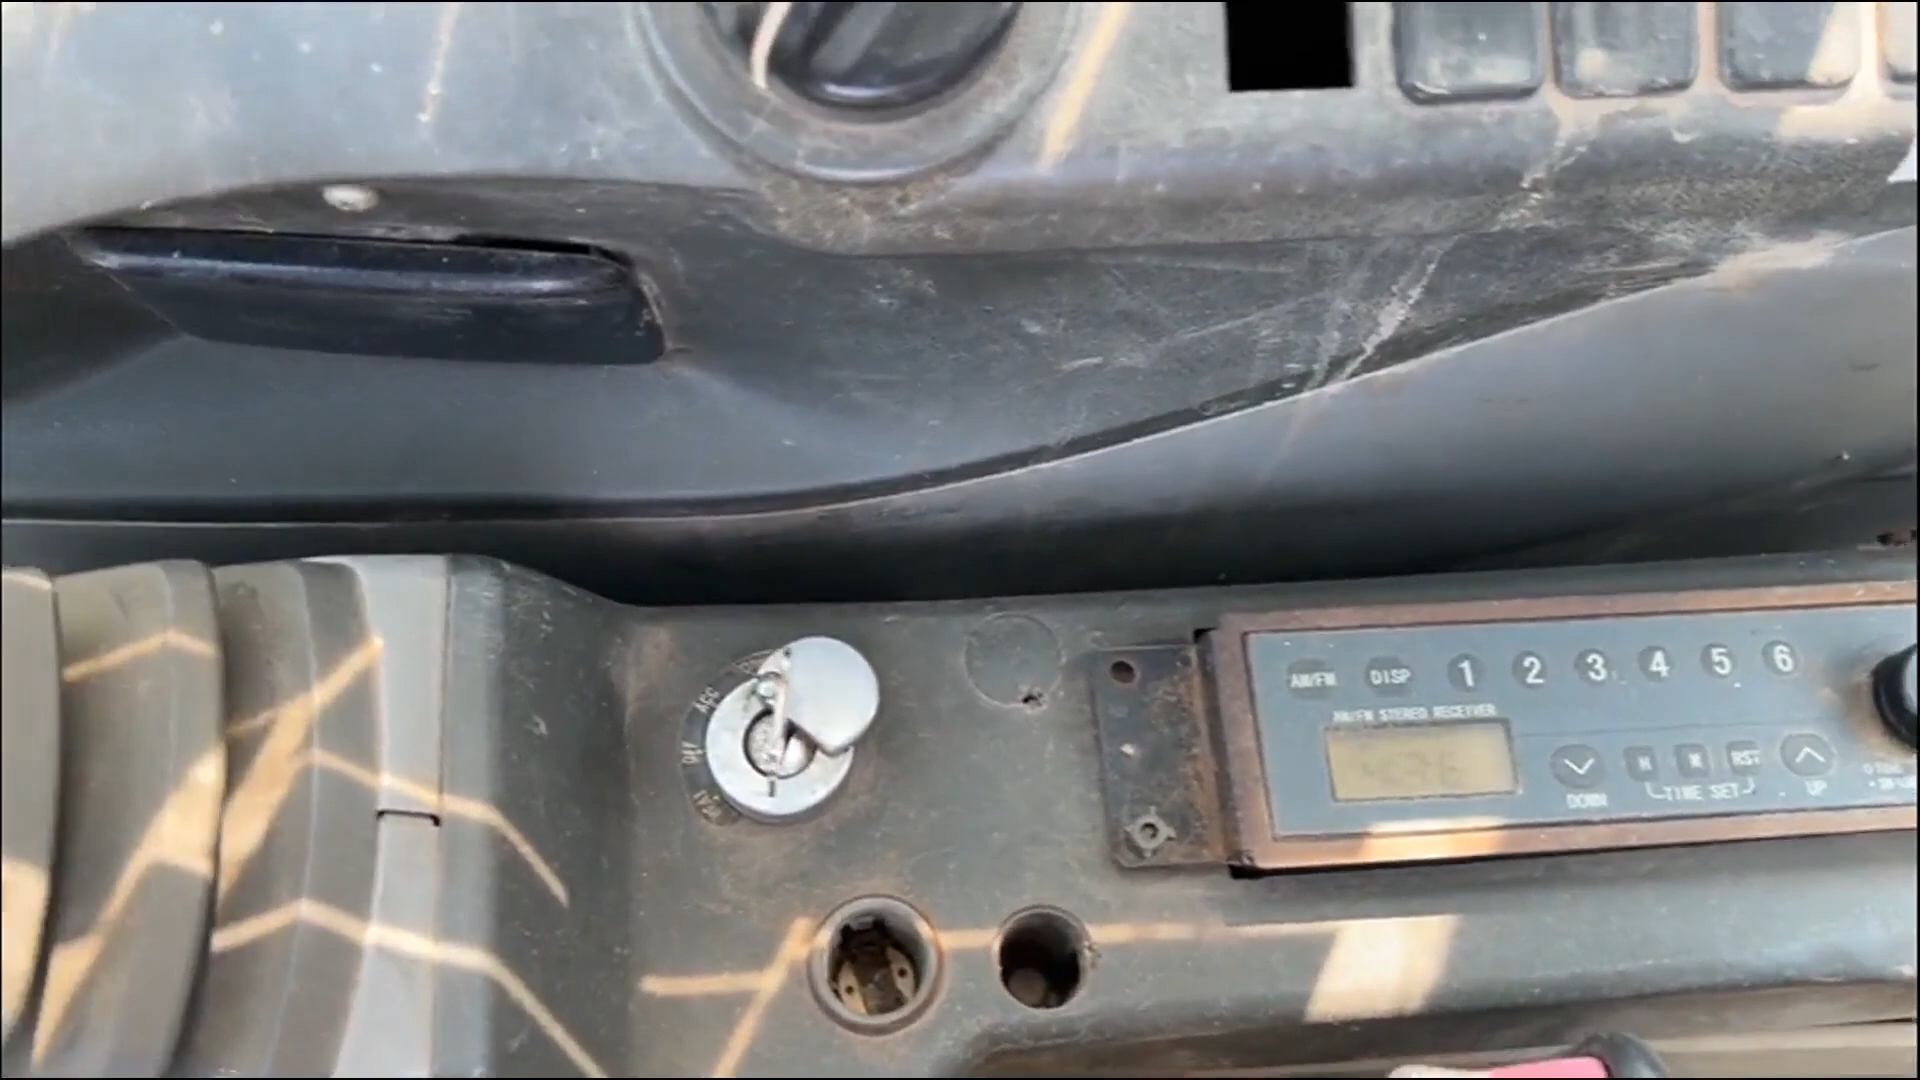 AM/FM DISP 1 2 3 4 5 6
AM/FM STEREO RECEIVER
H M RST
DOWN TIME SET UP
ACC